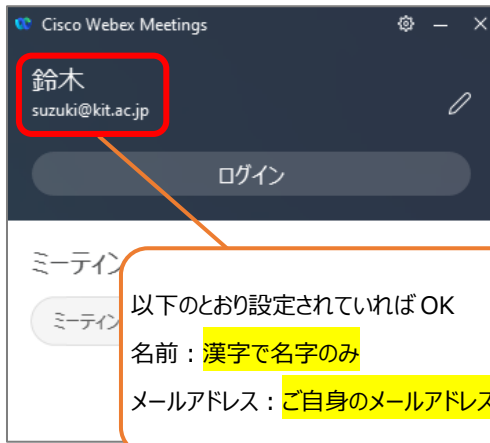 Cisco Webex Meetings
鈴木
suzuki@kit.ac.jp
ログイン
ミーティン
ミーティン
以下のとおり設定されていれば OK
名前：漢字で名字のみ
メールアドレス：ご自身のメールアドレス